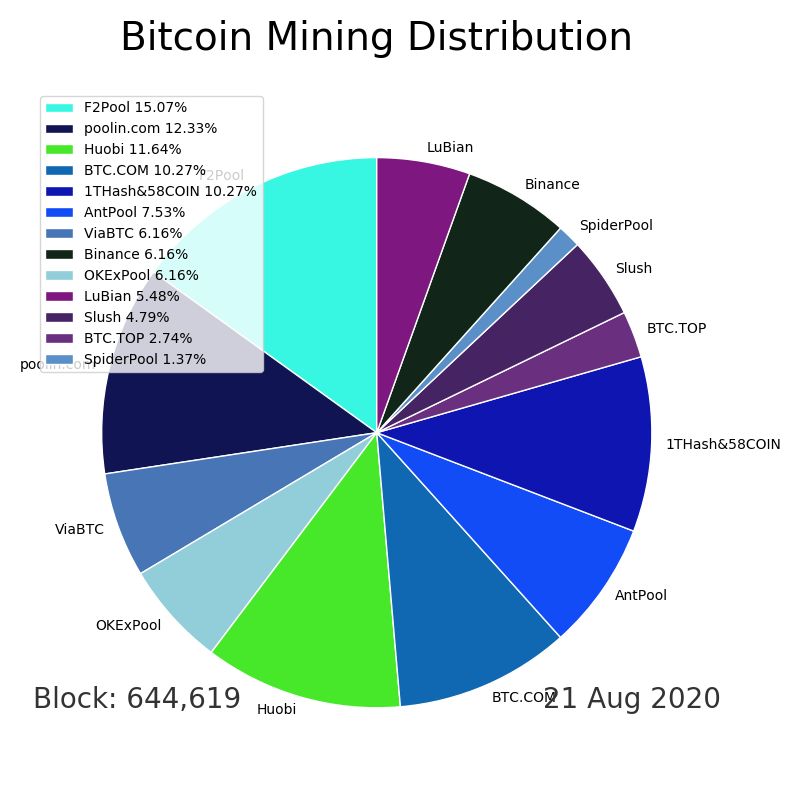 Bitcoin Mining Distribution
F2Pool 15.07%
poolin.com 12.33%
Huobi 11.64%
BTC.COM 10.27%
1THash&58COIN 10.27%
AntPool 7.53%
ViaBTC 6.16%
Binance 6.16%
OKExPool 6.16%
LuBian 5.48%
Slush 4.79%
BTC.TOP 2.74%
SpiderPool 1.37%
LuBian
Binance
SpiderPool
Slush
BTC.TOP
1THash&58COIN
AntPool
BTC.COM
Huobi
OKExPool
ViaBTC
poolin.com
F2Pool
Block: 644,619
21 Aug 2020